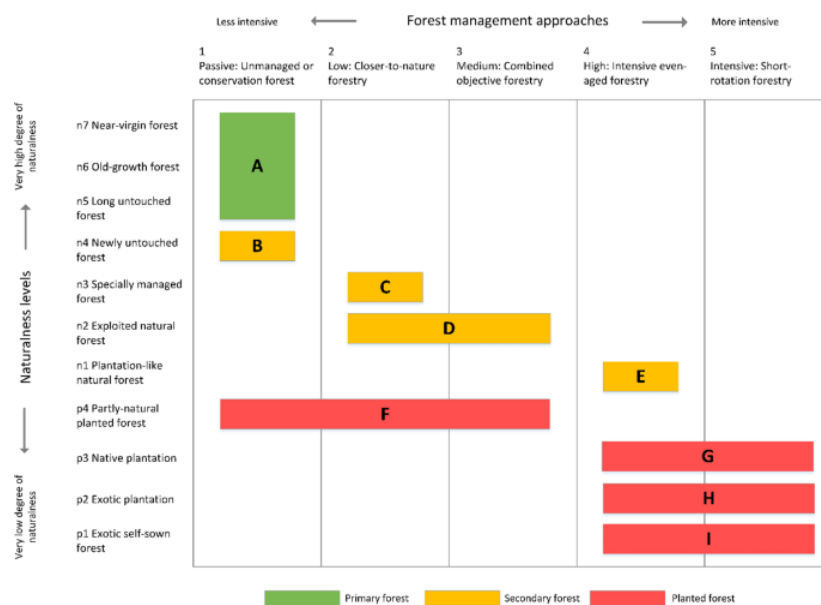 Less intensive
Forest management approaches
More intensive
1
Passive: Unmanaged or
conservation forest
2
Low: Closer-to-nature
forestry
3
Medium: Combined
objective forestry
4
High: Intensive even-
aged forestry
5
Intensive: Short-
rotation forestry
Very high degree of
naturalness
Naturalness levels
Very low degree of
naturalness
n7 Near-virgin forest
n6 Old-growth forest
n5 Long untouched
forest
A
n4 Newly untouched
forest
B
n3 Specially managed
forest
C
n2 Exploited natural
forest
D
n1 Plantation-like
natural forest
E
p4 Partly-natural
planted forest
F
p3 Native plantation
G
p2 Exotic plantation
H
p1 Exotic self-sown
forest
I
Primary forest
Secondary forest
Planted forest